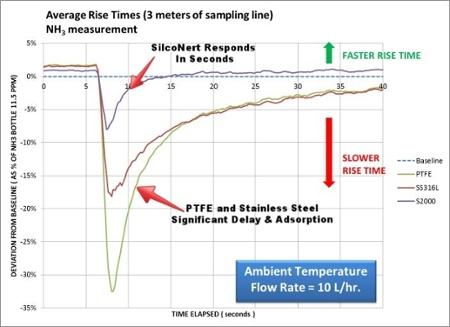 Average Rise Times (3 meters of sampling line)
NH3 measurement
SilcoNert Responds
In Seconds
FASTER RISE TIME
5%
0%
-5%
-10%
-15%
-20%
-25%
-30%
-35%
0
5
10
15
20
25
30
35
40
DEVIATION FROM BASELINE ( AS % OF NH3 BOTTLE 11.5 PPM)
Baseline
PTFE
SS316L
S2000
SLOWER
RISE TIME
PTFE and Stainless Steel
Significant Delay & Adsorption
Ambient Temperature
Flow Rate = 10 L/hr.
TIME ELAPSED ( seconds )